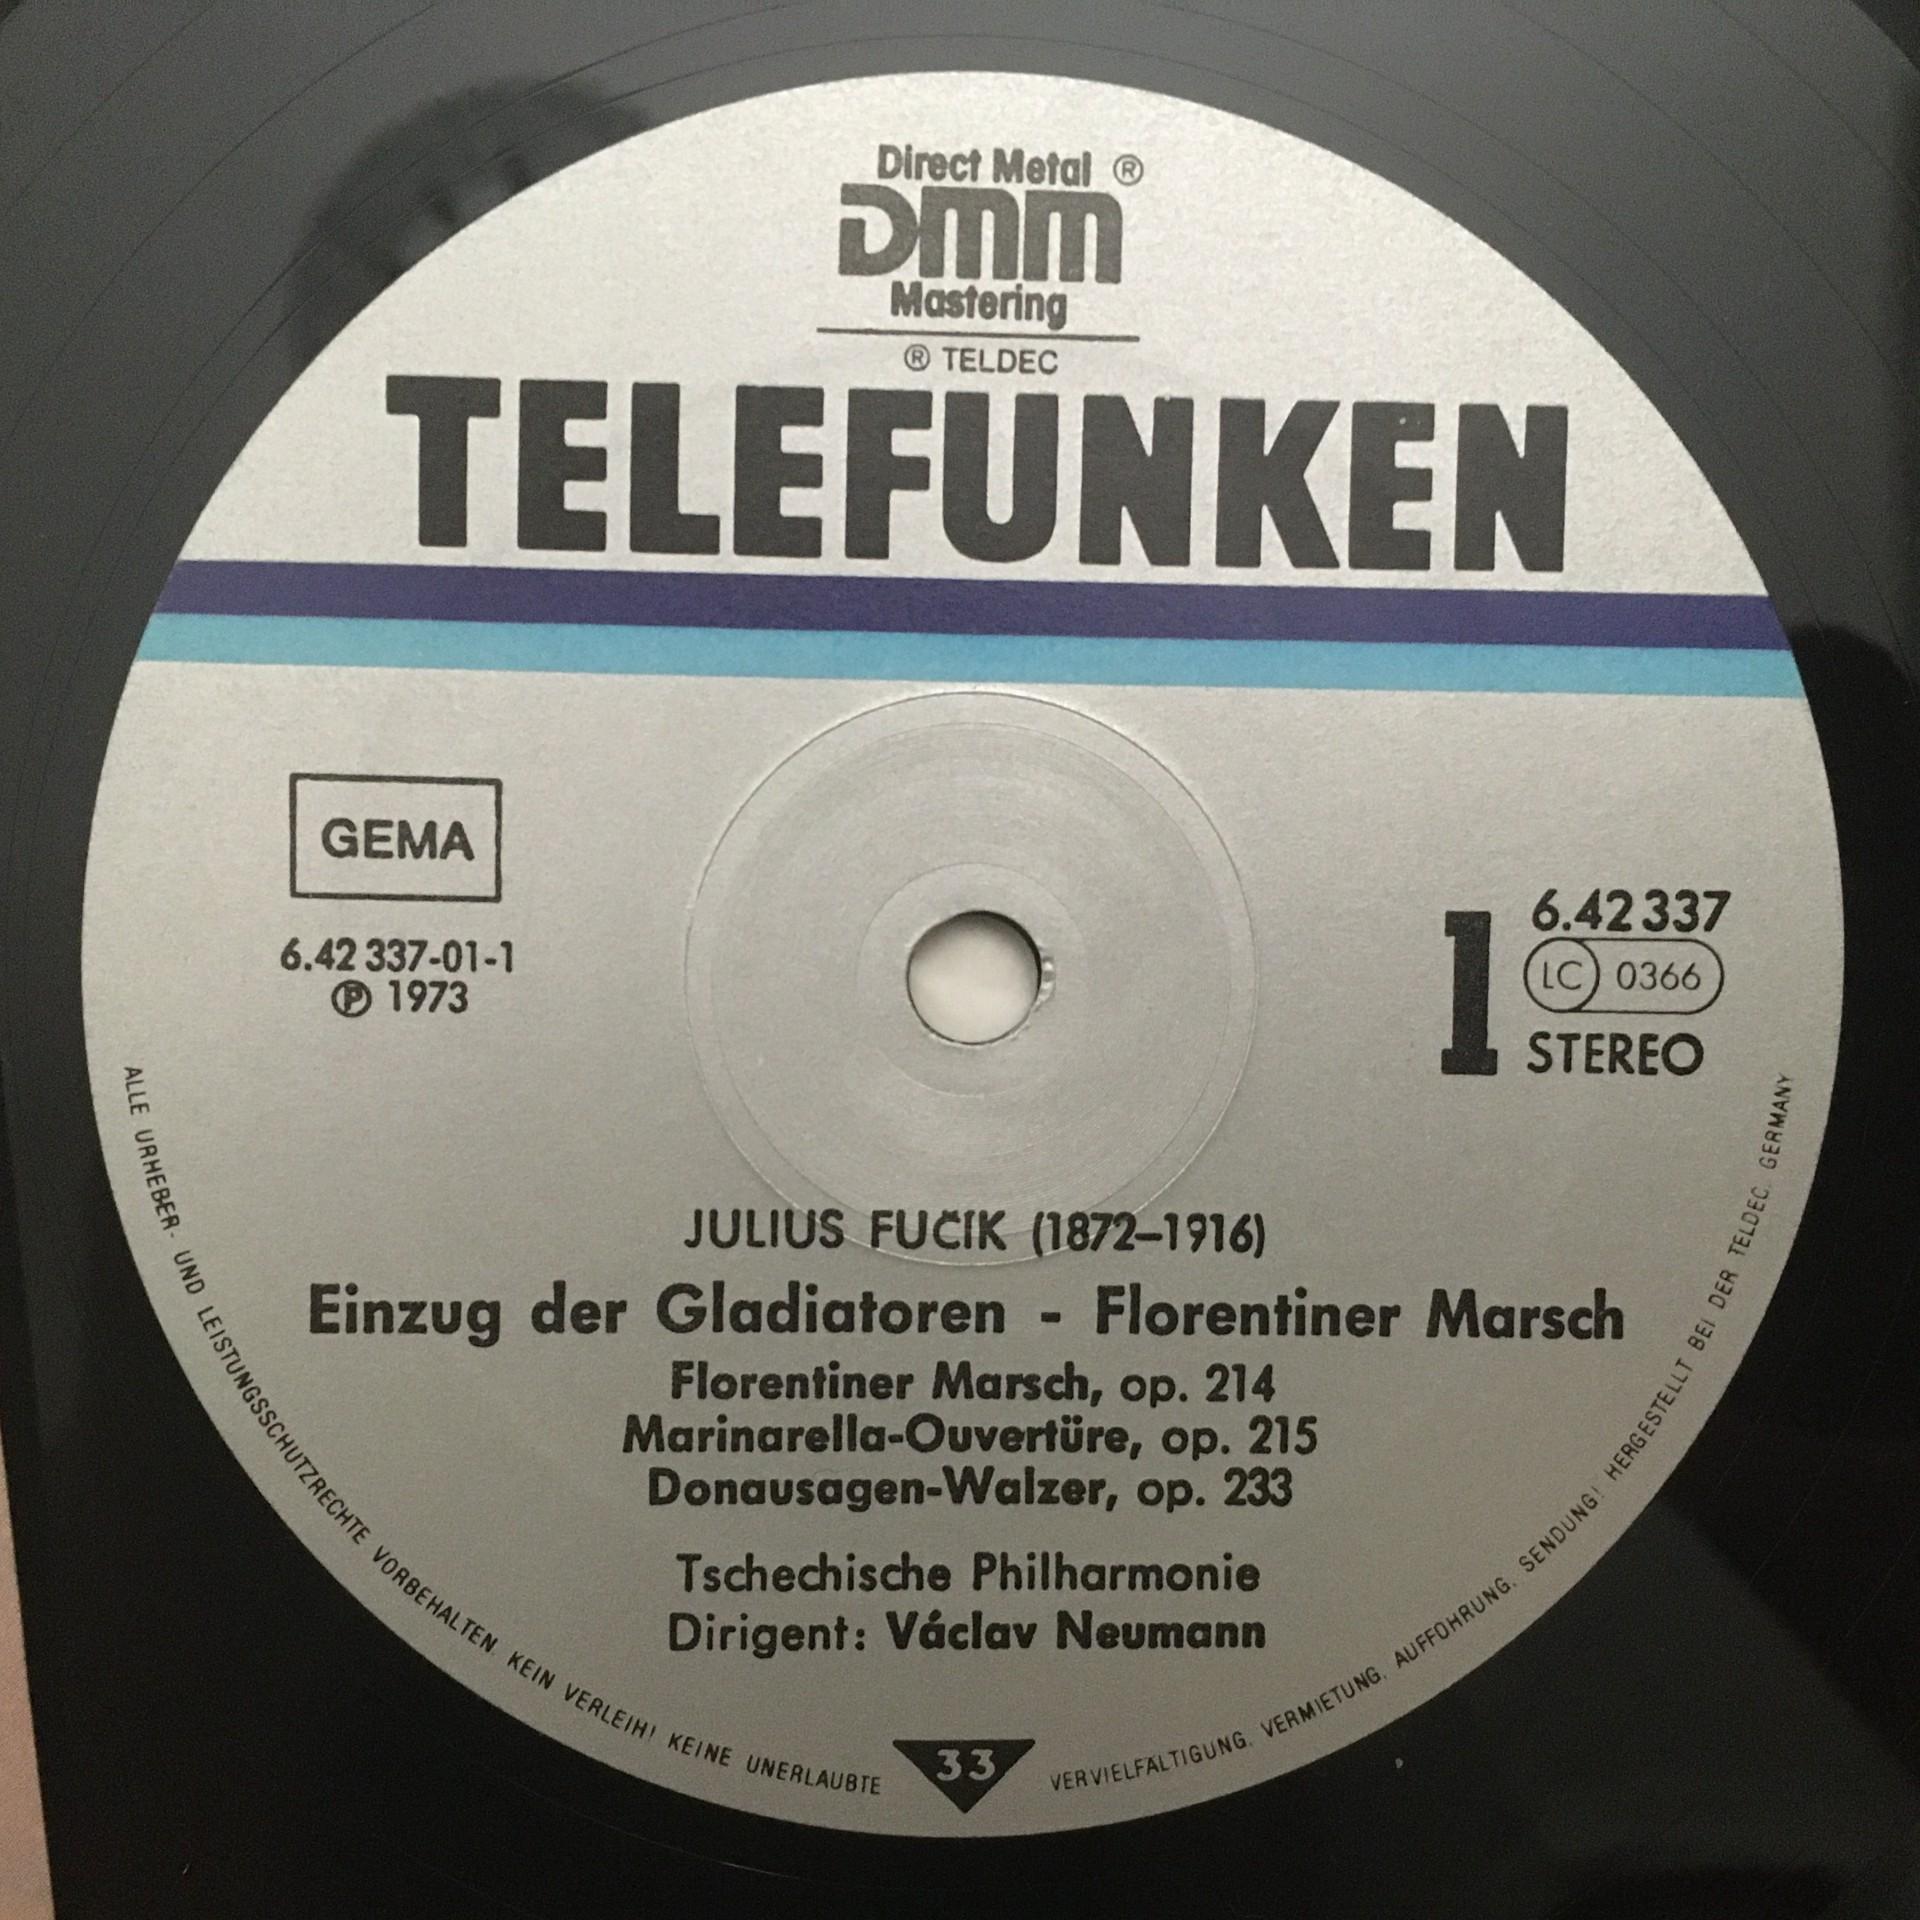 Direct Metal ®
DMM
Mastering
® TELDEC
TELEFUNKEN
GEMA
6.42 337-01-1
℗ 1973
1
6.42 337
LC 0366
STEREO
JULIUS FUČIK (1872–1916)
Einzug der Gladiatoren - Florentiner Marsch
Florentiner Marsch, op. 214
Marinarella-Ouvertüre, op. 215
Donausagen-Walzer, op. 233
Tschechische Philharmonie
Dirigent: Václav Neumann
33
ALLE URHEBER- UND LEISTUNGSSCHUTZRECHTE VORBEHALTEN. KEIN VERLEIH! KEINE UNERLAUBTE VERVIELFÄLTIGUNG, VERMIETUNG, AUFFÜHRUNG, SENDUNG! HERGESTELLT BEI DER TELDEC, GERMANY